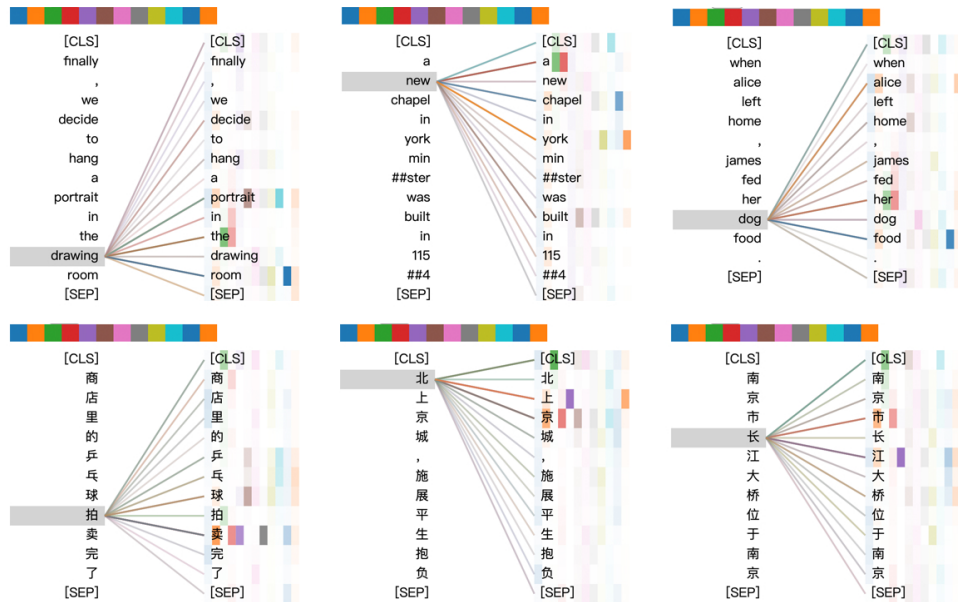 [CLS] [CLS]
finally finally
, ,
we we
decide decide
to to
hang hang
a a
portrait portrait
in in
the the
drawing drawing
room room
[SEP] [SEP]
[CLS] [CLS]
a a
new new
chapel chapel
in in
york york
min min
##ster ##ster
was was
built built
in in
115 115
##4 ##4
[SEP] [SEP]
[CLS] [CLS]
when when
alice alice
left left
home home
, ,
james james
fed fed
her her
dog dog
food food
. .
[SEP] [SEP]
[CLS] [CLS]
商 商
店 店
里 里
的 的
乒 乒
乓 乓
球 球
拍 拍
卖 卖
完 完
了 了
[SEP] [SEP]
[CLS] [CLS]
北 北
上 上
京 京
城 城
, ,
施 施
展 展
平 平
生 生
抱 抱
负 负
[SEP] [SEP]
[CLS] [CLS]
南 南
京 京
市 市
长 长
江 江
大 大
桥 桥
位 位
于 于
南 南
京 京
[SEP] [SEP]